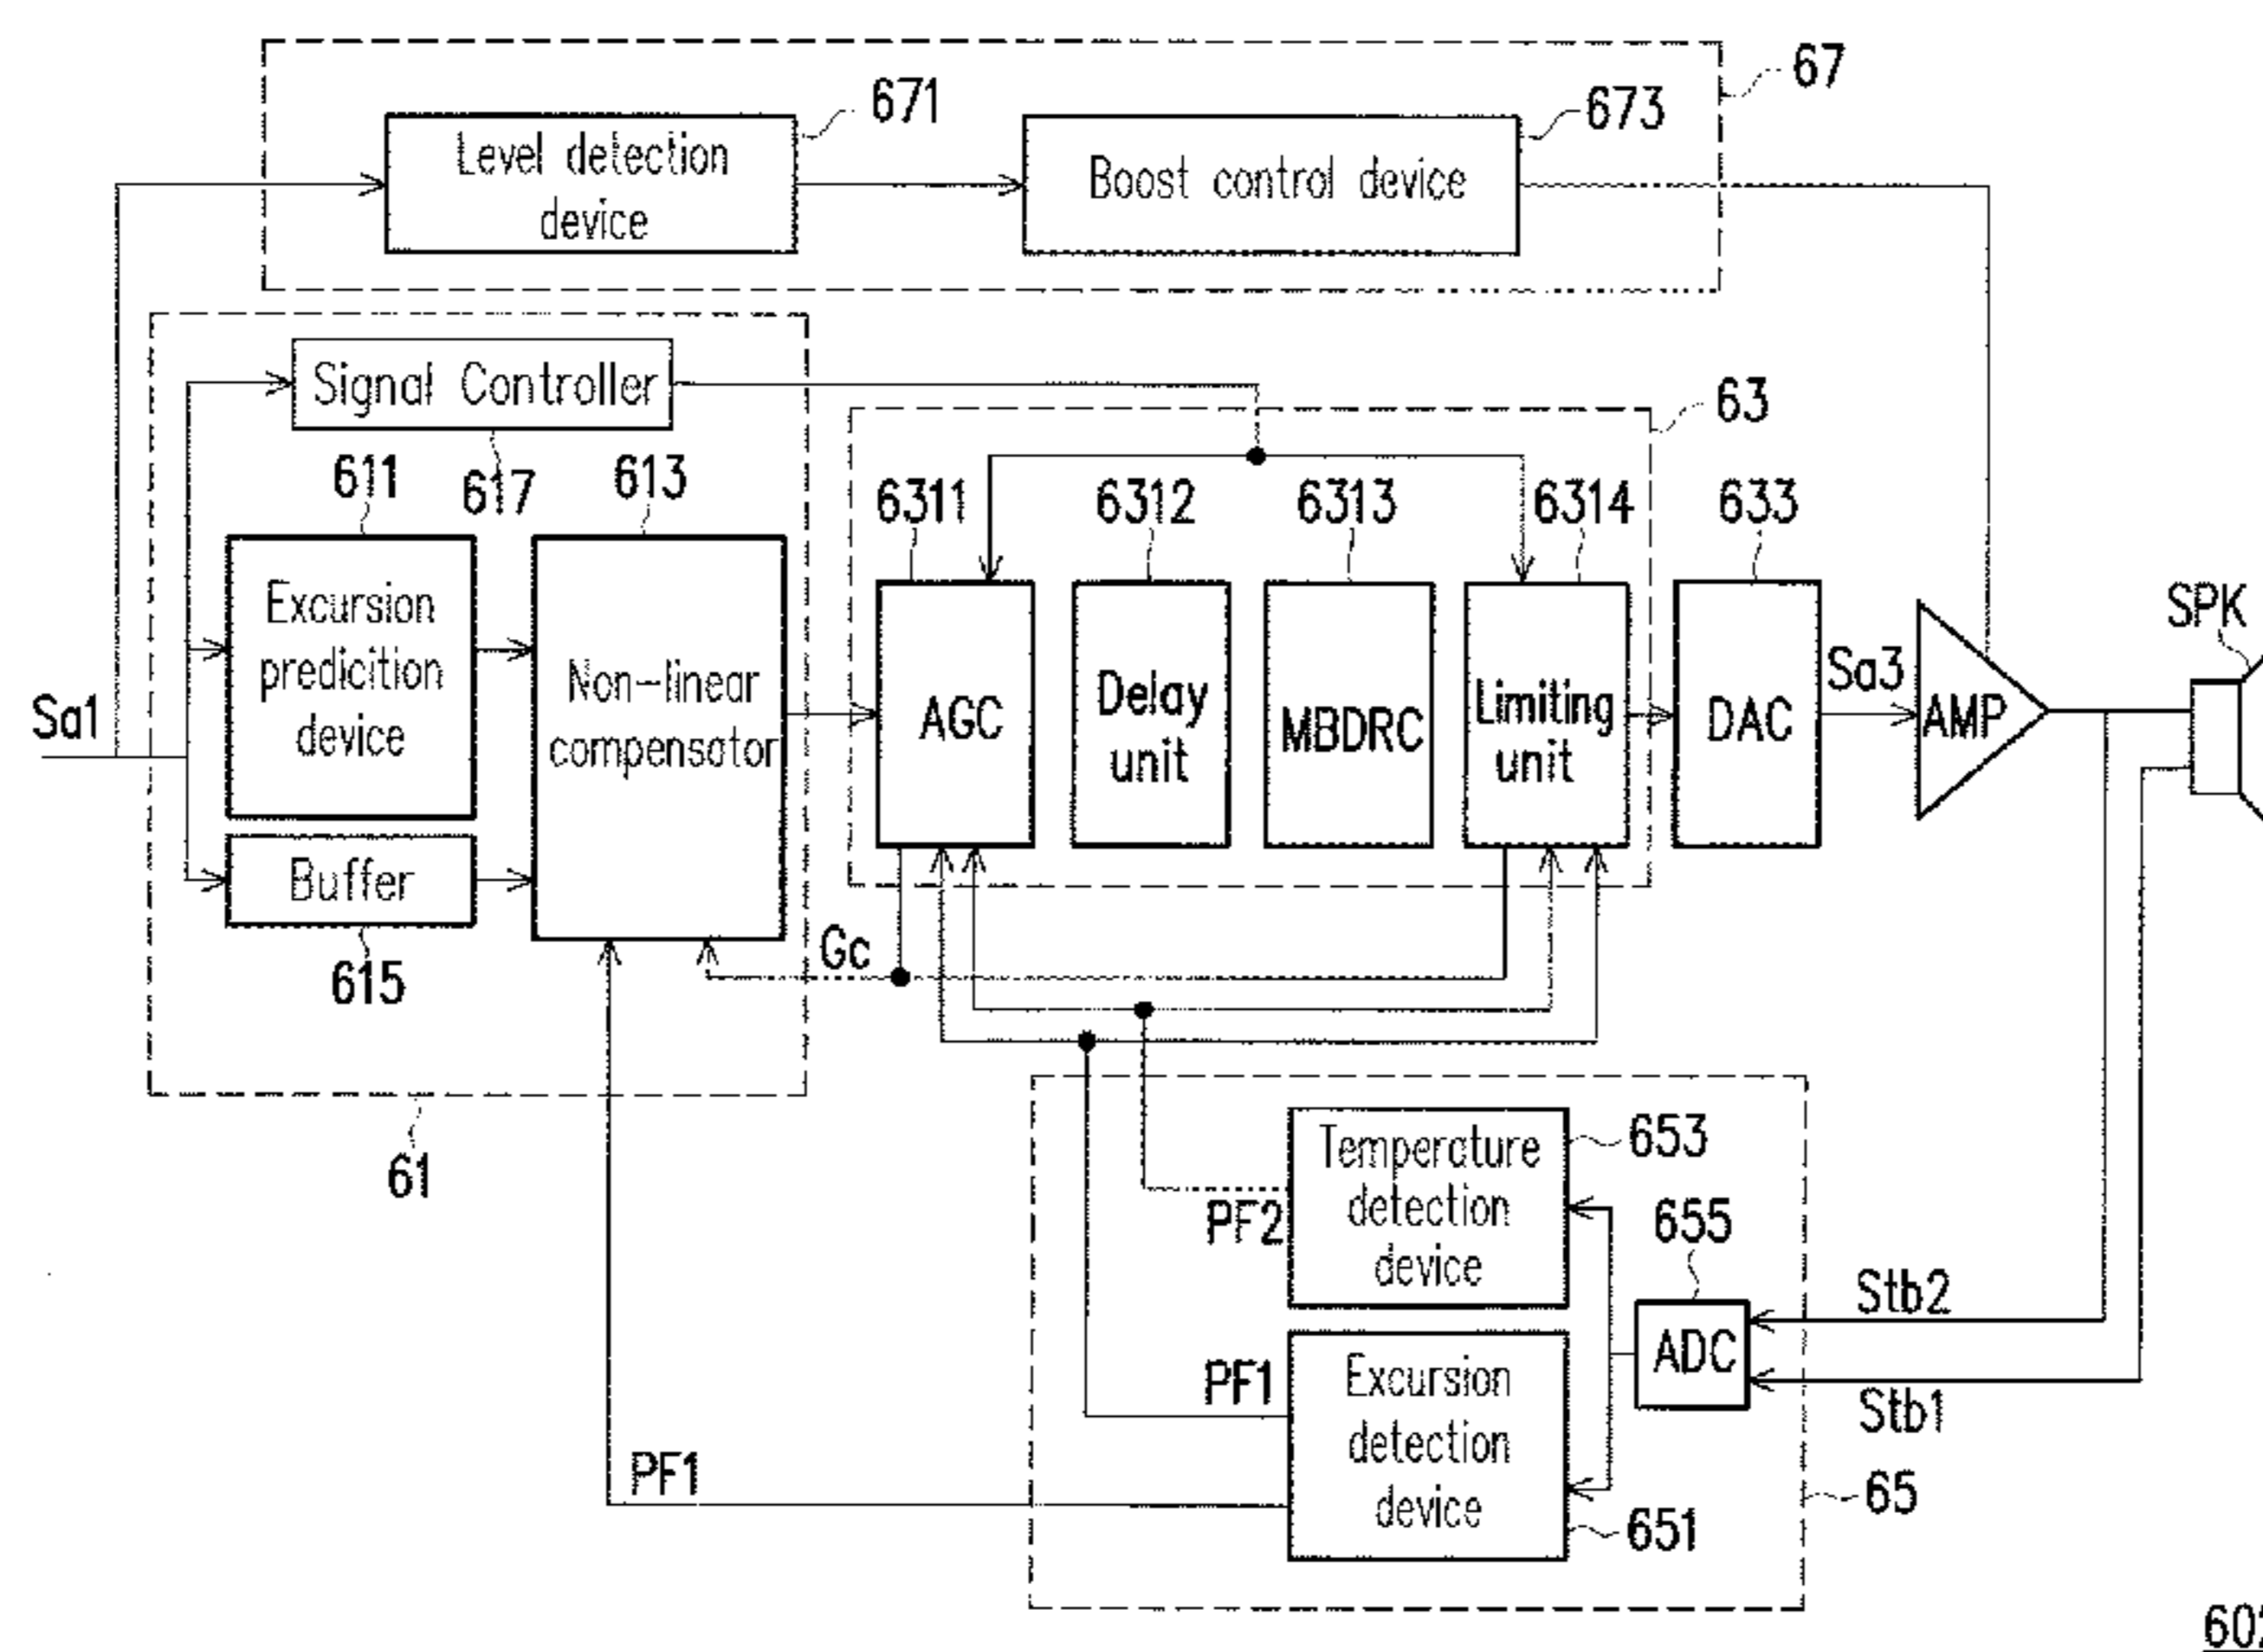 67
671
673
Level detection
device
Boost control device
Signal Controller
63
611
617
613
6311
6312
6313
6314
633
SPK
Excursion
predicition
device
Non-linear
compensator
AGC
Delay
unit
MBDRC
Limiting
unit
DAC
Sa3
AMP
Sa1
Buffer
615
Gc
61
Temperature
detection
device
653
PF2
655
ADC
Stb2
Stb1
PF1
Excursion
detection
device
PF1
651
65